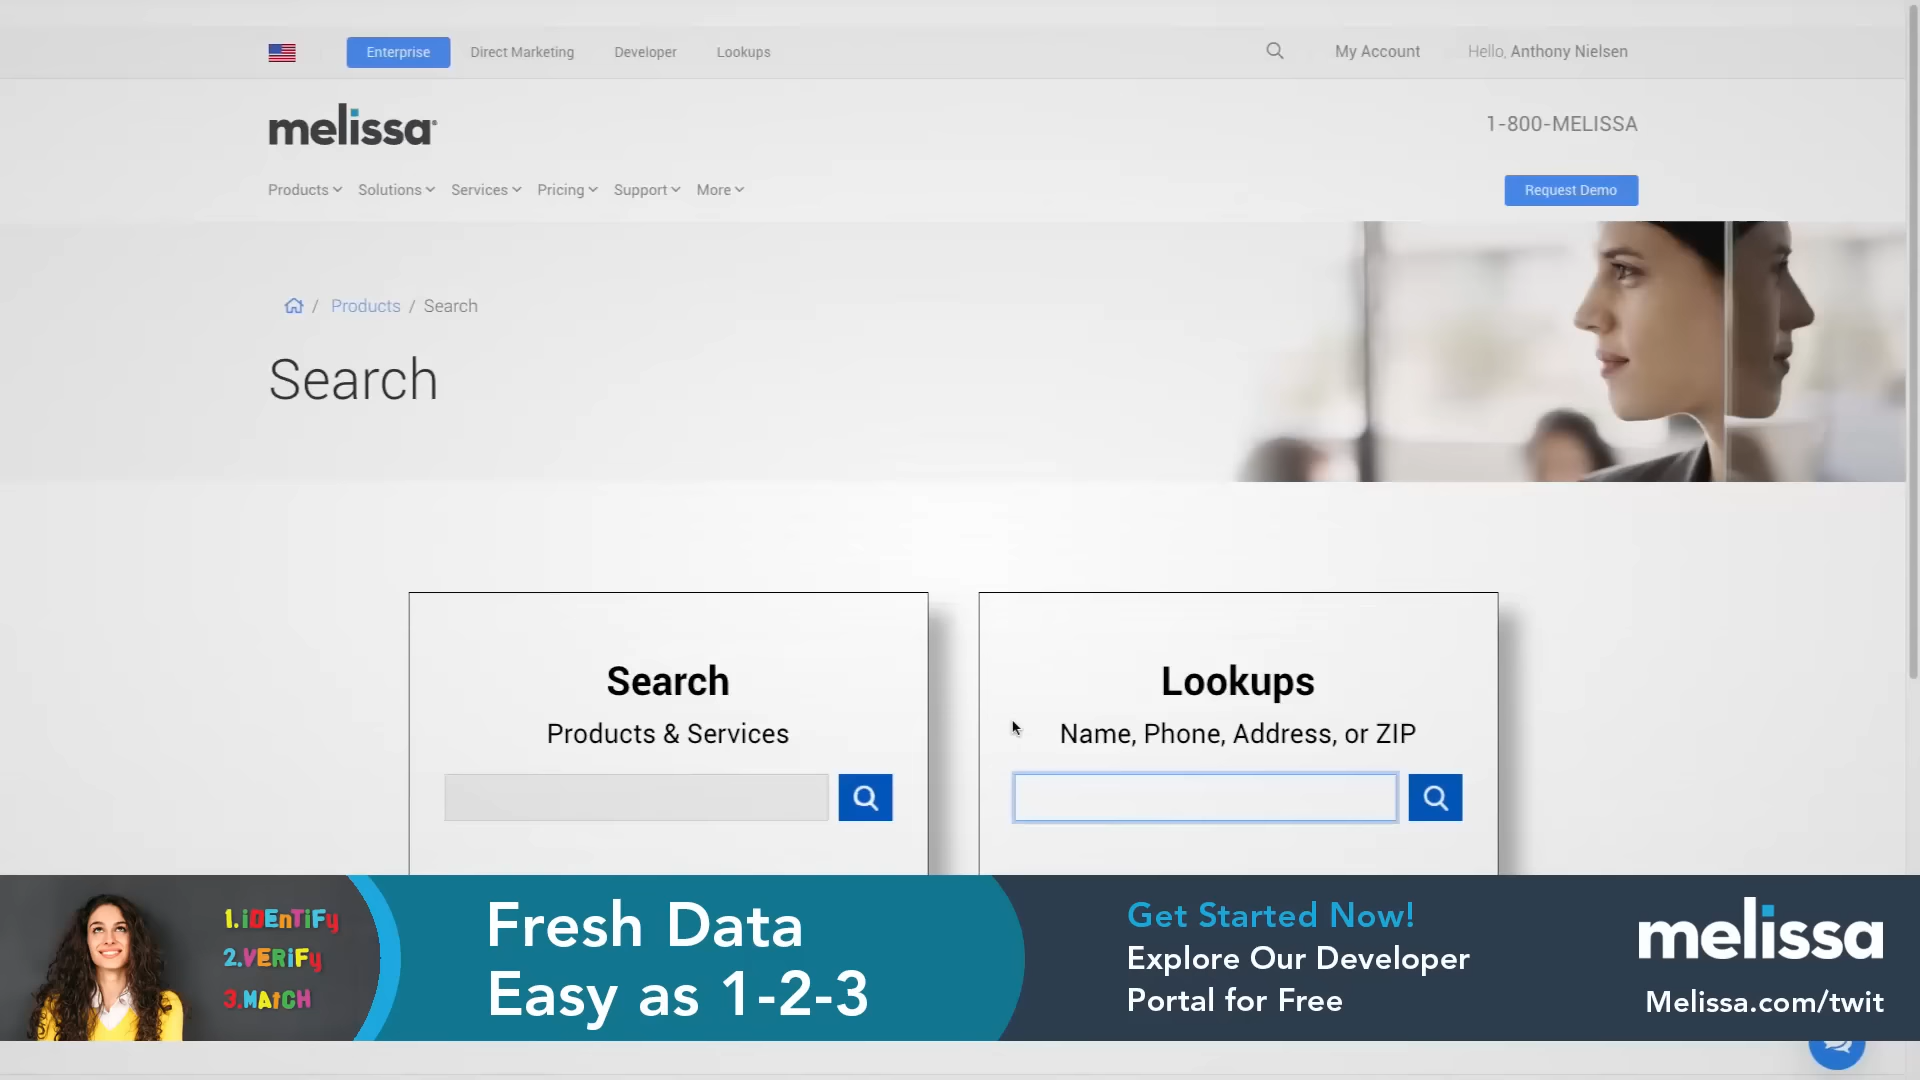 Enterprise Direct Marketing Developer Lookups My Account Hello, Anthony Nielsen
melissa®
1-800-MELISSA
Products Solutions Services Pricing Support More Request Demo
/ Products / Search
Search
Search
Products & Services
Lookups
Name, Phone, Address, or ZIP
1.iDEnTiFy
2.VERiFy
3.MAtCH
Fresh Data
Easy as 1-2-3
Get Started Now!
Explore Our Developer
Portal for Free
melissa
Melissa.com/twit